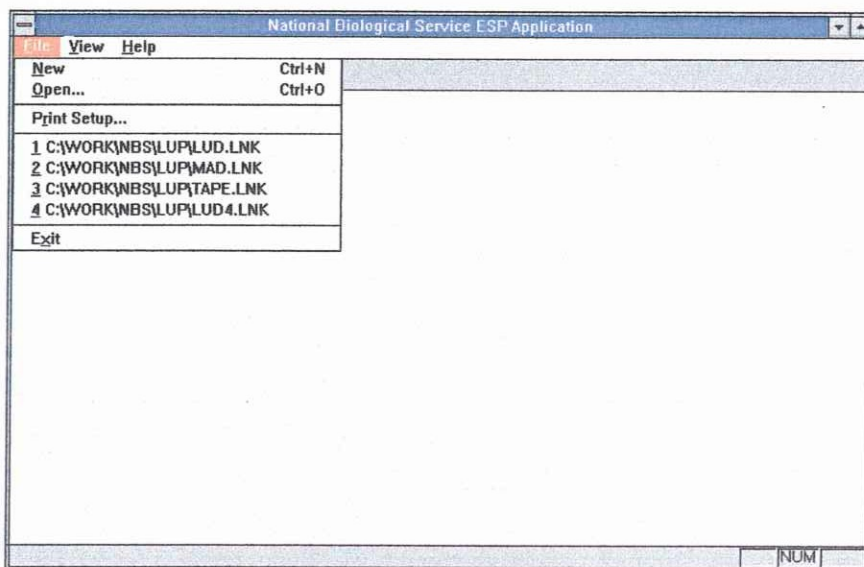 National Biological Service ESP Application
File View Help
New Ctrl+N
Open... Ctrl+O
Print Setup...
1 C:\WORK\NBS\LUP\LUD.LNK
2 C:\WORK\NBS\LUP\MAD.LNK
3 C:\WORK\NBS\LUP\TAPE.LNK
4 C:\WORK\NBS\LUP\LUD4.LNK
Exit
NUM